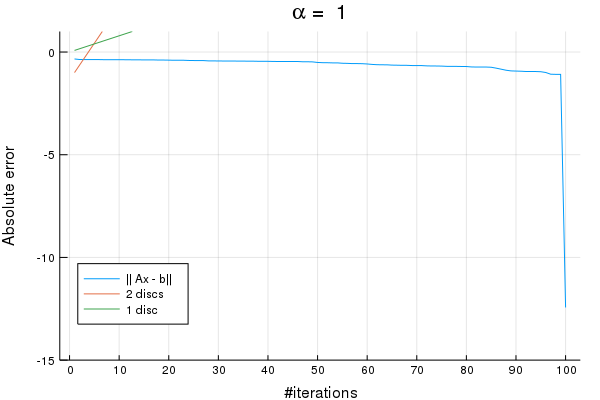 α = 1
Absolute error
0
-5
-10
-15
|| Ax - b||
2 discs
1 disc
0 10 20 30 40 50 60 70 80 90 100
#iterations